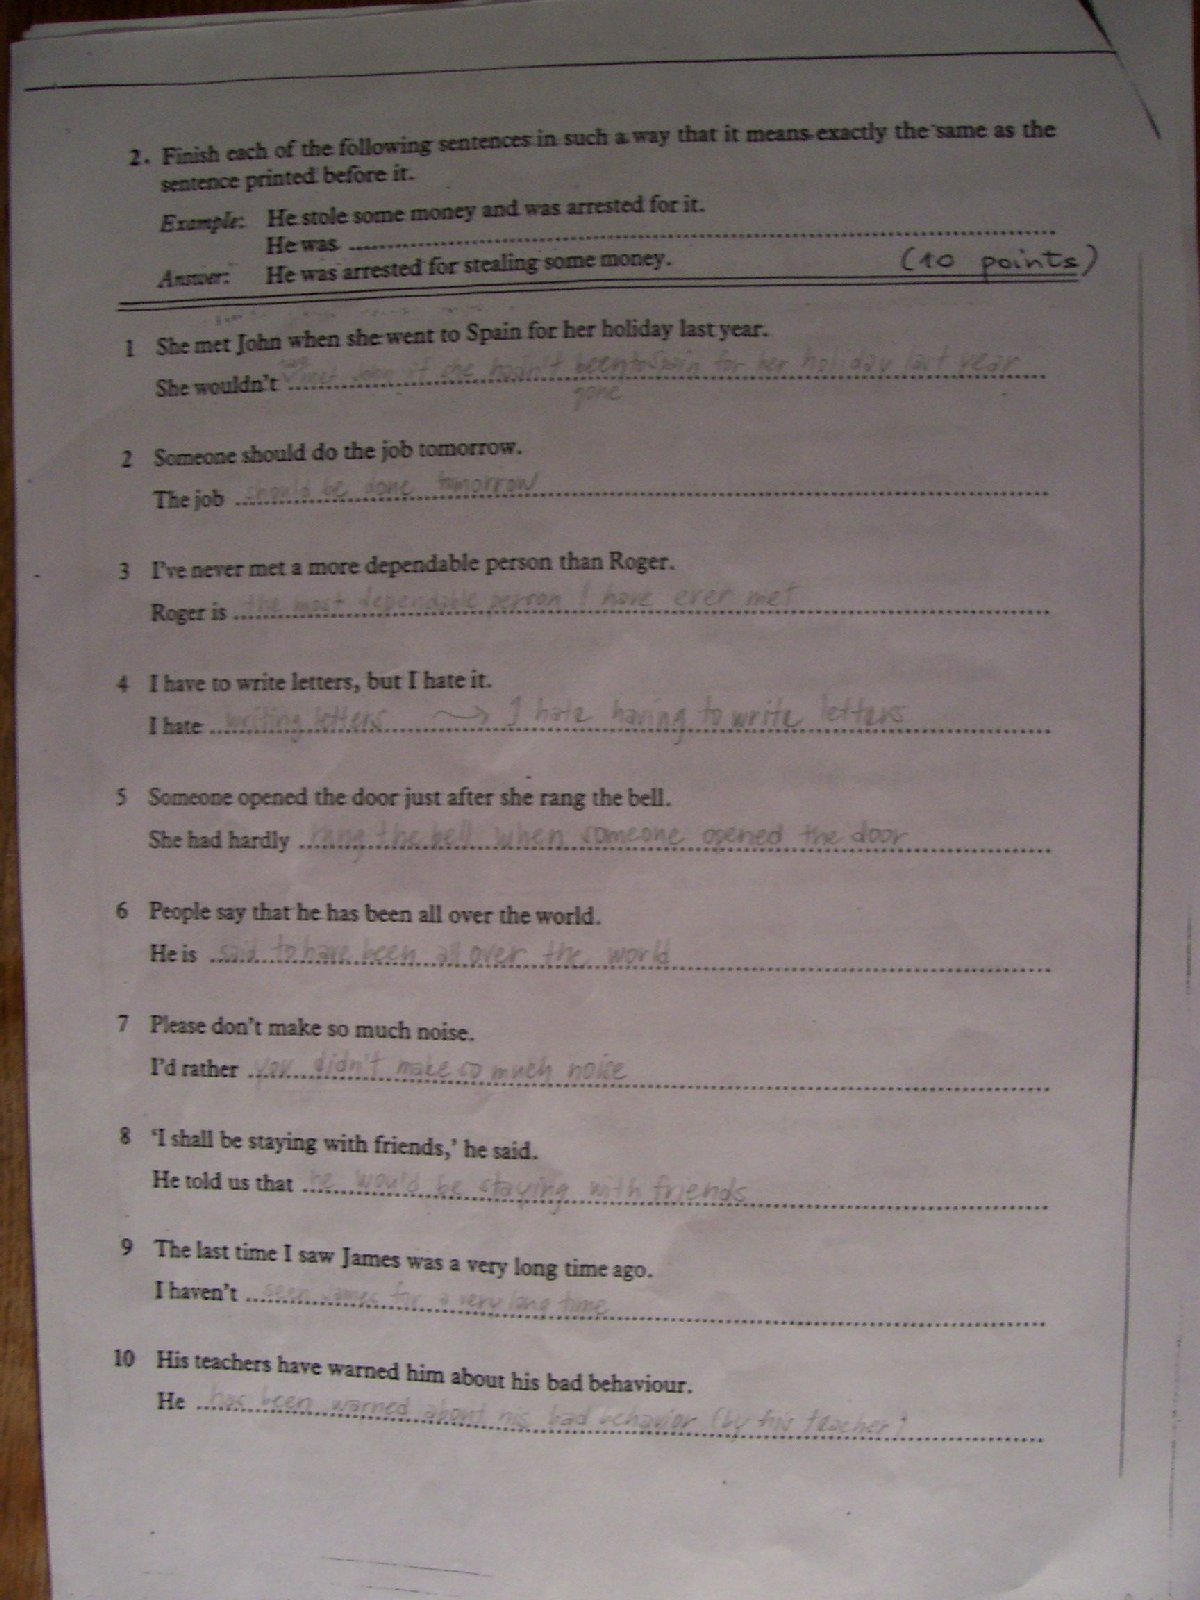 2. Finish each of the following sentences in such a way that it means exactly the same as the
sentence printed before it.
Example: He stole some money and was arrested for it.
He was ..........
Answer: He was arrested for stealing some money.
(10 points)
1 She met John when she went to Spain for her holiday last year.
have
She wouldn't met John if she hadn't been to Spain for her holiday last year
gone
2 Someone should do the job tomorrow.
The job should be done tomorrow
3 I've never met a more dependable person than Roger.
Roger is the most dependable person I have ever met
4 I have to write letters, but I hate it.
I hate writing letters → I hate having to write letters
5 Someone opened the door just after she rang the bell.
She had hardly rung the bell when someone opened the door
6 People say that he has been all over the world.
He is said to have been all over the world
7 Please don't make so much noise.
I'd rather you didn't make so much noise
8 'I shall be staying with friends,' he said.
He told us that he would be staying with friends
9 The last time I saw James was a very long time ago.
I haven't seen James for a very long time
10 His teachers have warned him about his bad behaviour.
He has been warned about his bad behavior (by his teacher)